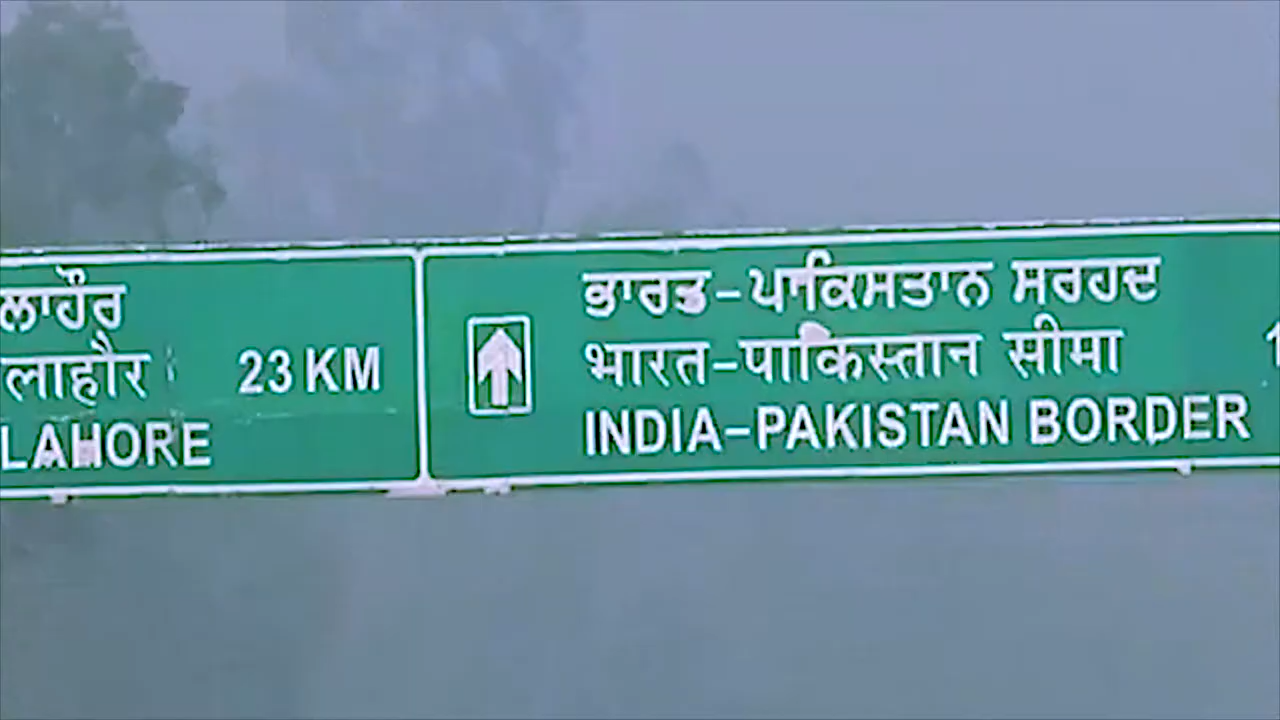 ਲਾਹੌਰ
लाहौर
LAHORE
23 KM
ਭਾਰਤ-ਪਾਕਿਸਤਾਨ ਸਰਹਦ
भारत-पाकिस्तान सीमा
INDIA-PAKISTAN BORDER